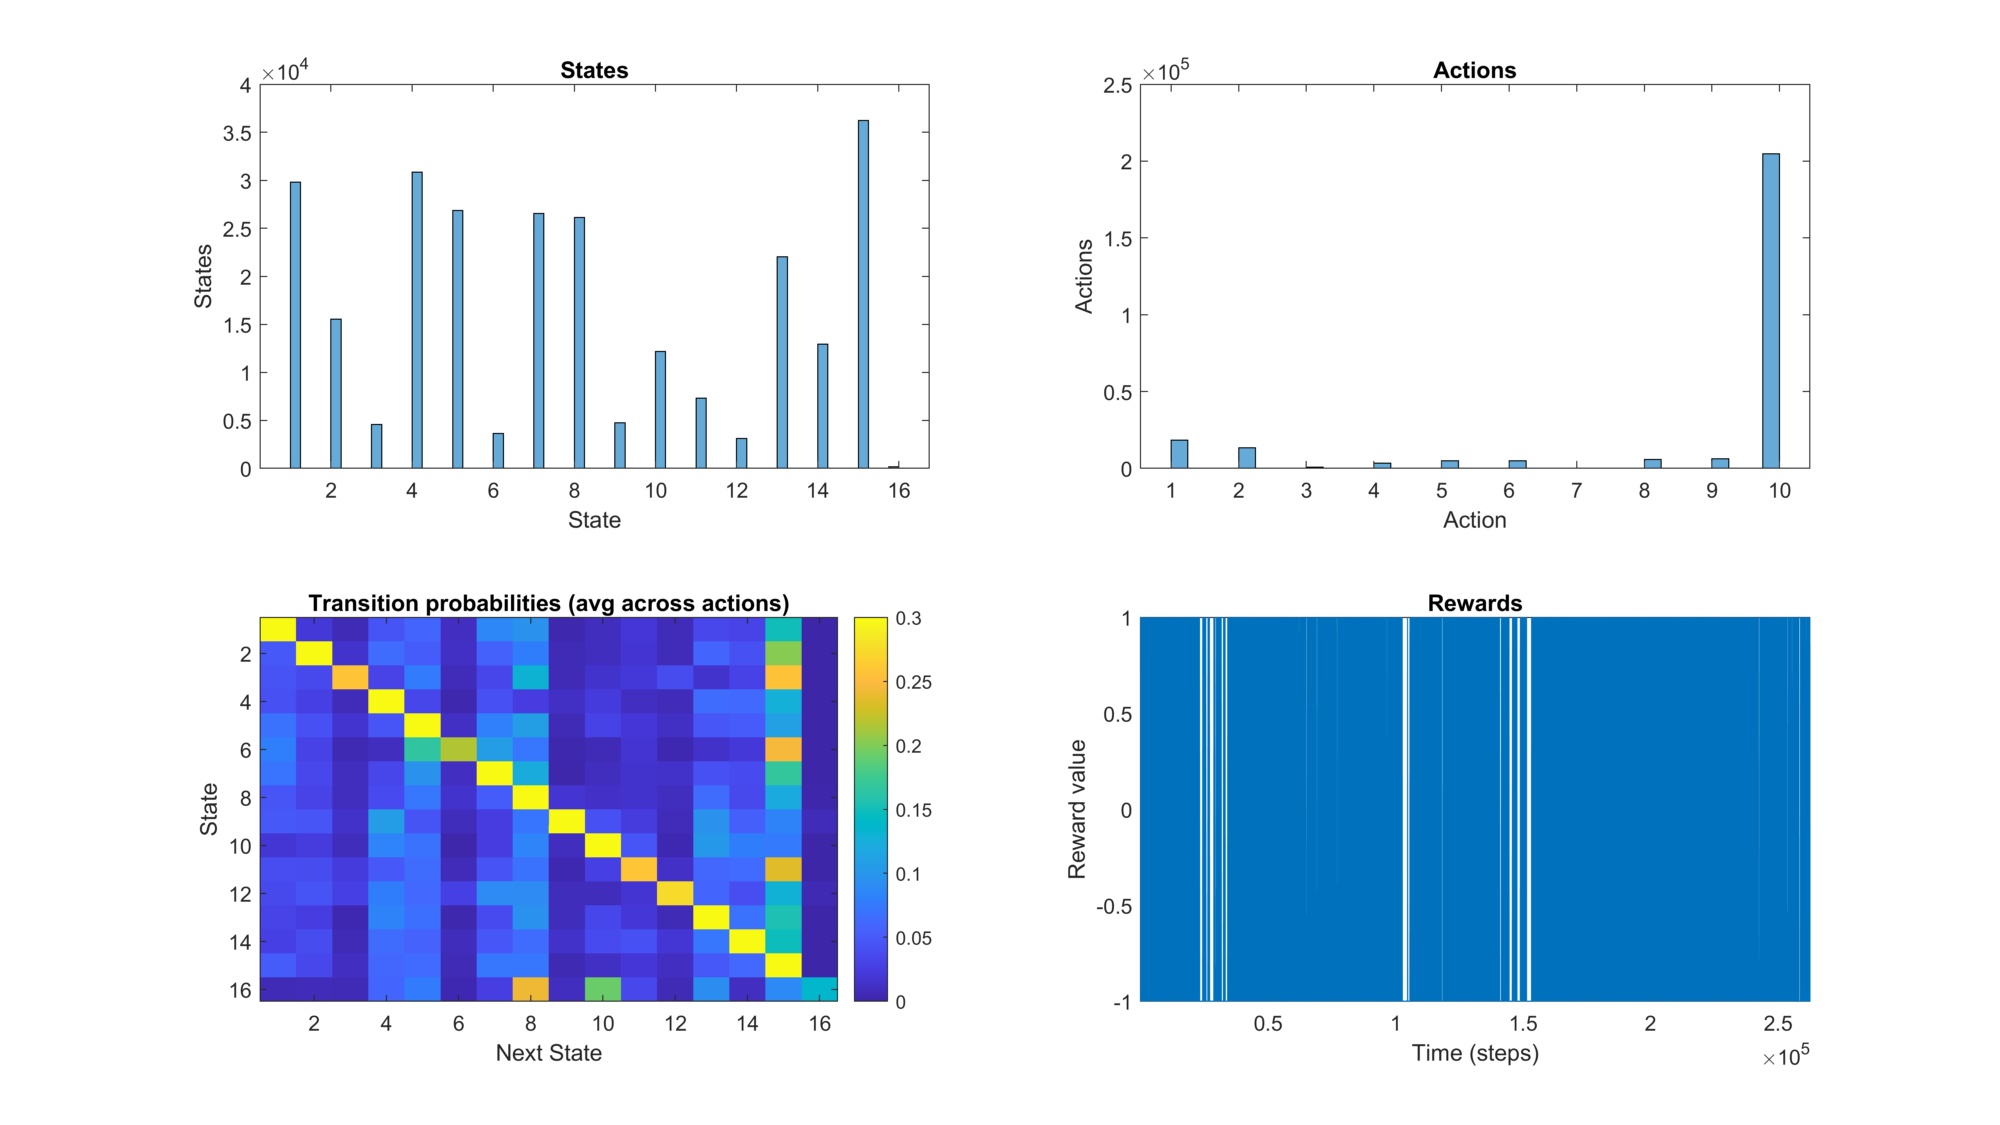 States
×10^4
4
3.5
3
2.5
2
1.5
1
0.5
0
States
2 4 6 8 10 12 14 16
State
Actions
×10^5
2.5
2
1.5
1
0.5
0
Actions
1 2 3 4 5 6 7 8 9 10
Action
Transition probabilities (avg across actions)
2
4
6
8
10
12
14
16
State
2 4 6 8 10 12 14 16
Next State
0.3
0.25
0.2
0.15
0.1
0.05
0
Rewards
1
0.5
0
-0.5
-1
Reward value
0.5 1 1.5 2 2.5
×10^5
Time (steps)